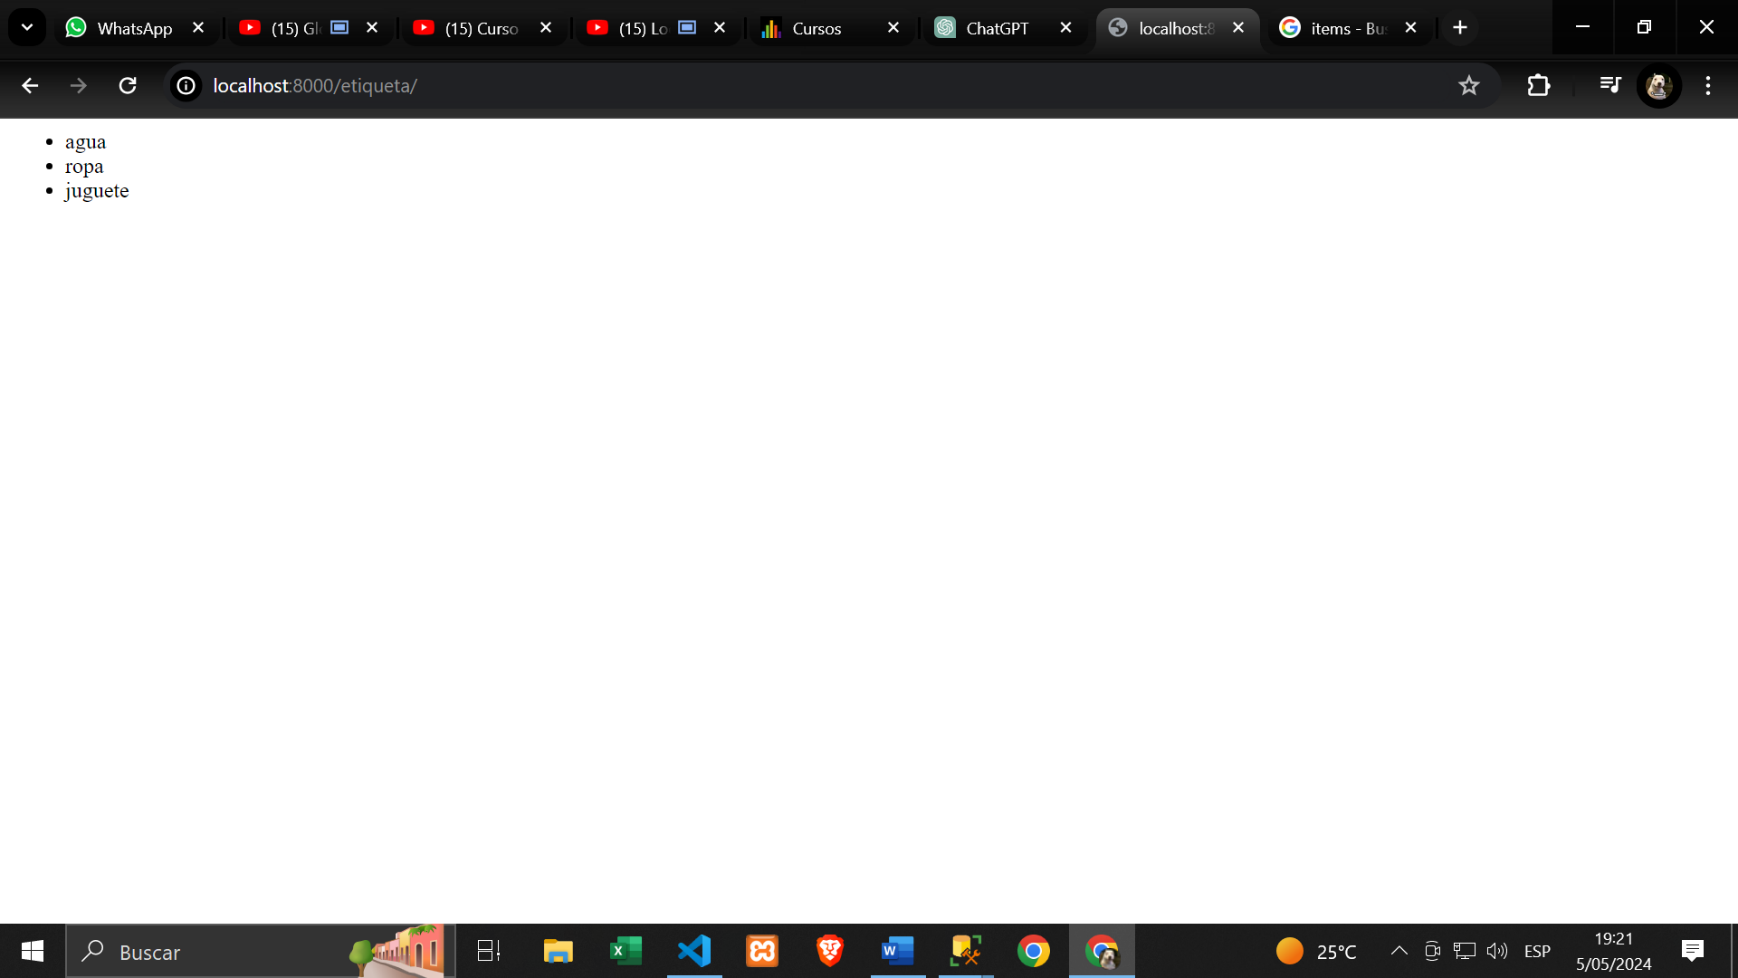 WhatsApp
(15) Gl
(15) Curso
(15) Lo
Cursos
ChatGPT
localhost:8
items - Bus
localhost:8000/etiqueta/
agua
ropa
juguete
Buscar
25°C
ESP
19:21
5/05/2024